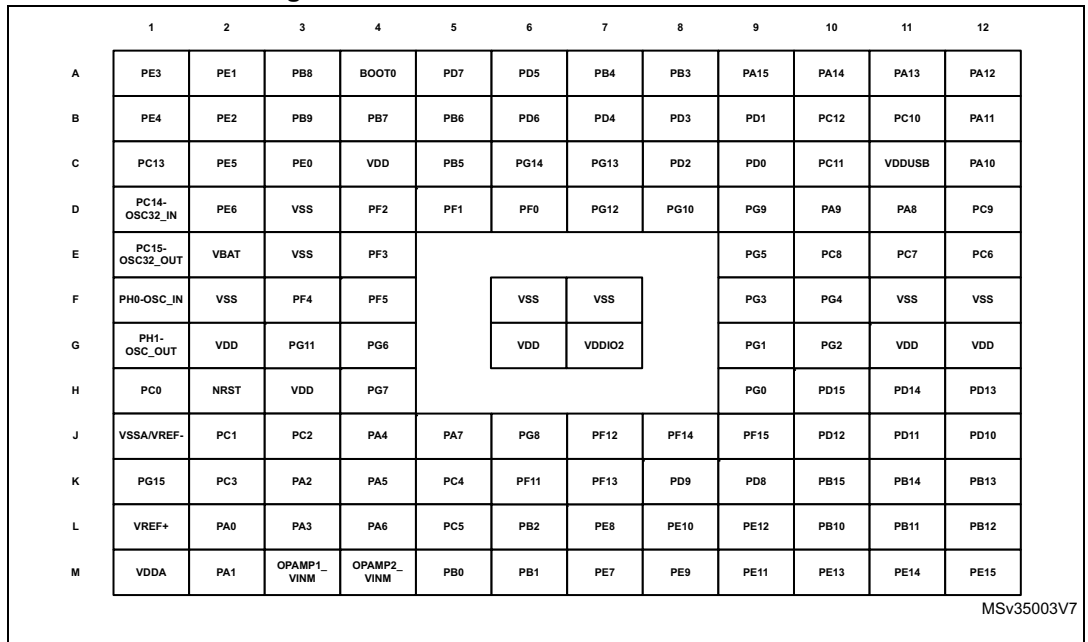 1 2 3 4 5 6 7 8 9 10 11 12
A PE3 PE1 PB8 BOOT0 PD7 PD5 PB4 PB3 PA15 PA14 PA13 PA12
B PE4 PE2 PB9 PB7 PB6 PD6 PD4 PD3 PD1 PC12 PC10 PA11
C PC13 PE5 PE0 VDD PB5 PG14 PG13 PD2 PD0 PC11 VDDUSB PA10
D PC14-OSC32_IN PE6 VSS PF2 PF1 PF0 PG12 PG10 PG9 PA9 PA8 PC9
E PC15-OSC32_OUT VBAT VSS PF3 PG5 PC8 PC7 PC6
F PH0-OSC_IN VSS PF4 PF5 VSS VSS PG3 PG4 VSS VSS
G PH1-OSC_OUT VDD PG11 PG6 VDD VDDIO2 PG1 PG2 VDD VDD
H PC0 NRST VDD PG7 PG0 PD15 PD14 PD13
J VSSA/VREF- PC1 PC2 PA4 PA7 PG8 PF12 PF14 PF15 PD12 PD11 PD10
K PG15 PC3 PA2 PA5 PC4 PF11 PF13 PD9 PD8 PB15 PB14 PB13
L VREF+ PA0 PA3 PA6 PC5 PB2 PE8 PE10 PE12 PB10 PB11 PB12
M VDDA PA1 OPAMP1_VINM OPAMP2_VINM PB0 PB1 PE7 PE9 PE11 PE13 PE14 PE15
MSv35003V7